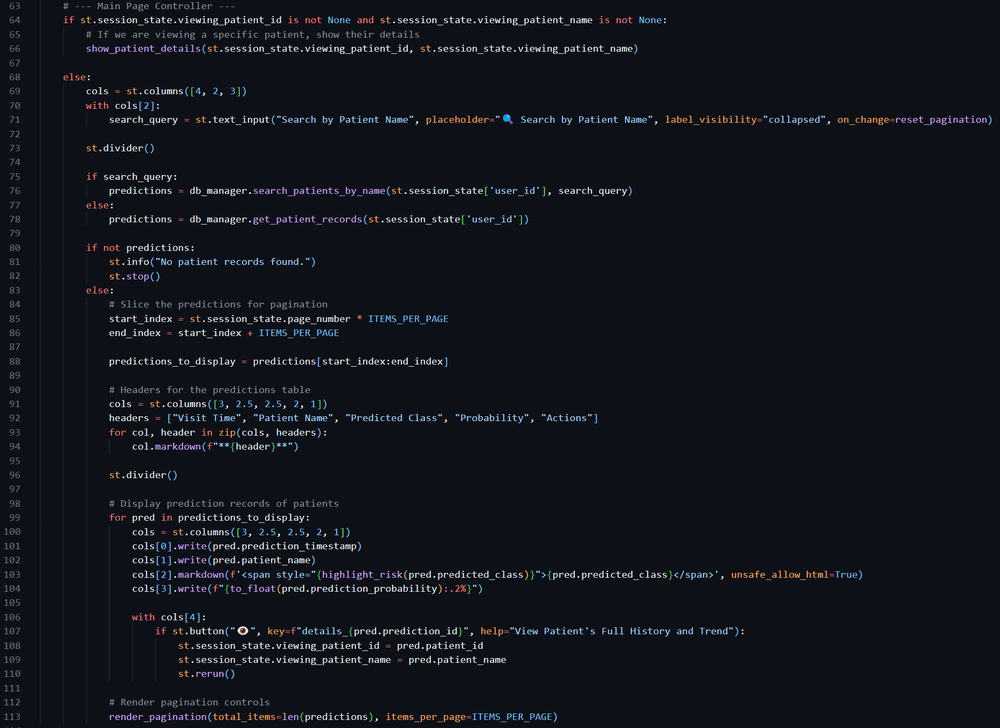 63 # --- Main Page Controller ---
64 if st.session_state.viewing_patient_id is not None and st.session_state.viewing_patient_name is not None:
65 # If we are viewing a specific patient, show their details
66 show_patient_details(st.session_state.viewing_patient_id, st.session_state.viewing_patient_name)
67
68 else:
69 cols = st.columns([4, 2, 3])
70 with cols[2]:
71 search_query = st.text_input("Search by Patient Name", placeholder="🔍 Search by Patient Name", label_visibility="collapsed", on_change=reset_pagination)
72
73 st.divider()
74
75 if search_query:
76 predictions = db_manager.search_patients_by_name(st.session_state['user_id'], search_query)
77 else:
78 predictions = db_manager.get_patient_records(st.session_state['user_id'])
79
80 if not predictions:
81 st.info("No patient records found.")
82 st.stop()
83 else:
84 # Slice the predictions for pagination
85 start_index = st.session_state.page_number * ITEMS_PER_PAGE
86 end_index = start_index + ITEMS_PER_PAGE
87
88 predictions_to_display = predictions[start_index:end_index]
89
90 # Headers for the predictions table
91 cols = st.columns([3, 2.5, 2.5, 2, 1])
92 headers = ["Visit Time", "Patient Name", "Predicted Class", "Probability", "Actions"]
93 for col, header in zip(cols, headers):
94 col.markdown(f"**{header}**")
95
96 st.divider()
97
98 # Display prediction records of patients
99 for pred in predictions_to_display:
100 cols = st.columns([3, 2.5, 2.5, 2, 1])
101 cols[0].write(pred.prediction_timestamp)
102 cols[1].write(pred.patient_name)
103 cols[2].markdown(f'<span style="{highlight_risk(pred.predicted_class)}">{pred.predicted_class}</span>', unsafe_allow_html=True)
104 cols[3].write(f"{to_float(pred.prediction_probability):.2%}")
105
106 with cols[4]:
107 if st.button("👁️", key=f"details_{pred.prediction_id}", help="View Patient's Full History and Trend"):
108 st.session_state.viewing_patient_id = pred.patient_id
109 st.session_state.viewing_patient_name = pred.patient_name
110 st.rerun()
111
112 # Render pagination controls
113 render_pagination(total_items=len(predictions), items_per_page=ITEMS_PER_PAGE)